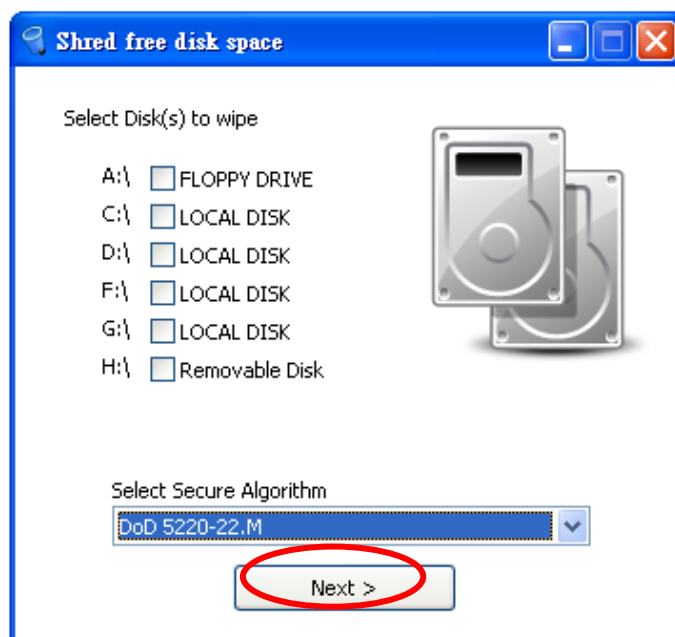 Shred free disk space
Select Disk(s) to wipe
A:\ FLOPPY DRIVE
C:\ LOCAL DISK
D:\ LOCAL DISK
F:\ LOCAL DISK
G:\ LOCAL DISK
H:\ Removable Disk
Select Secure Algorithm
DoD 5220-22.M
Next >